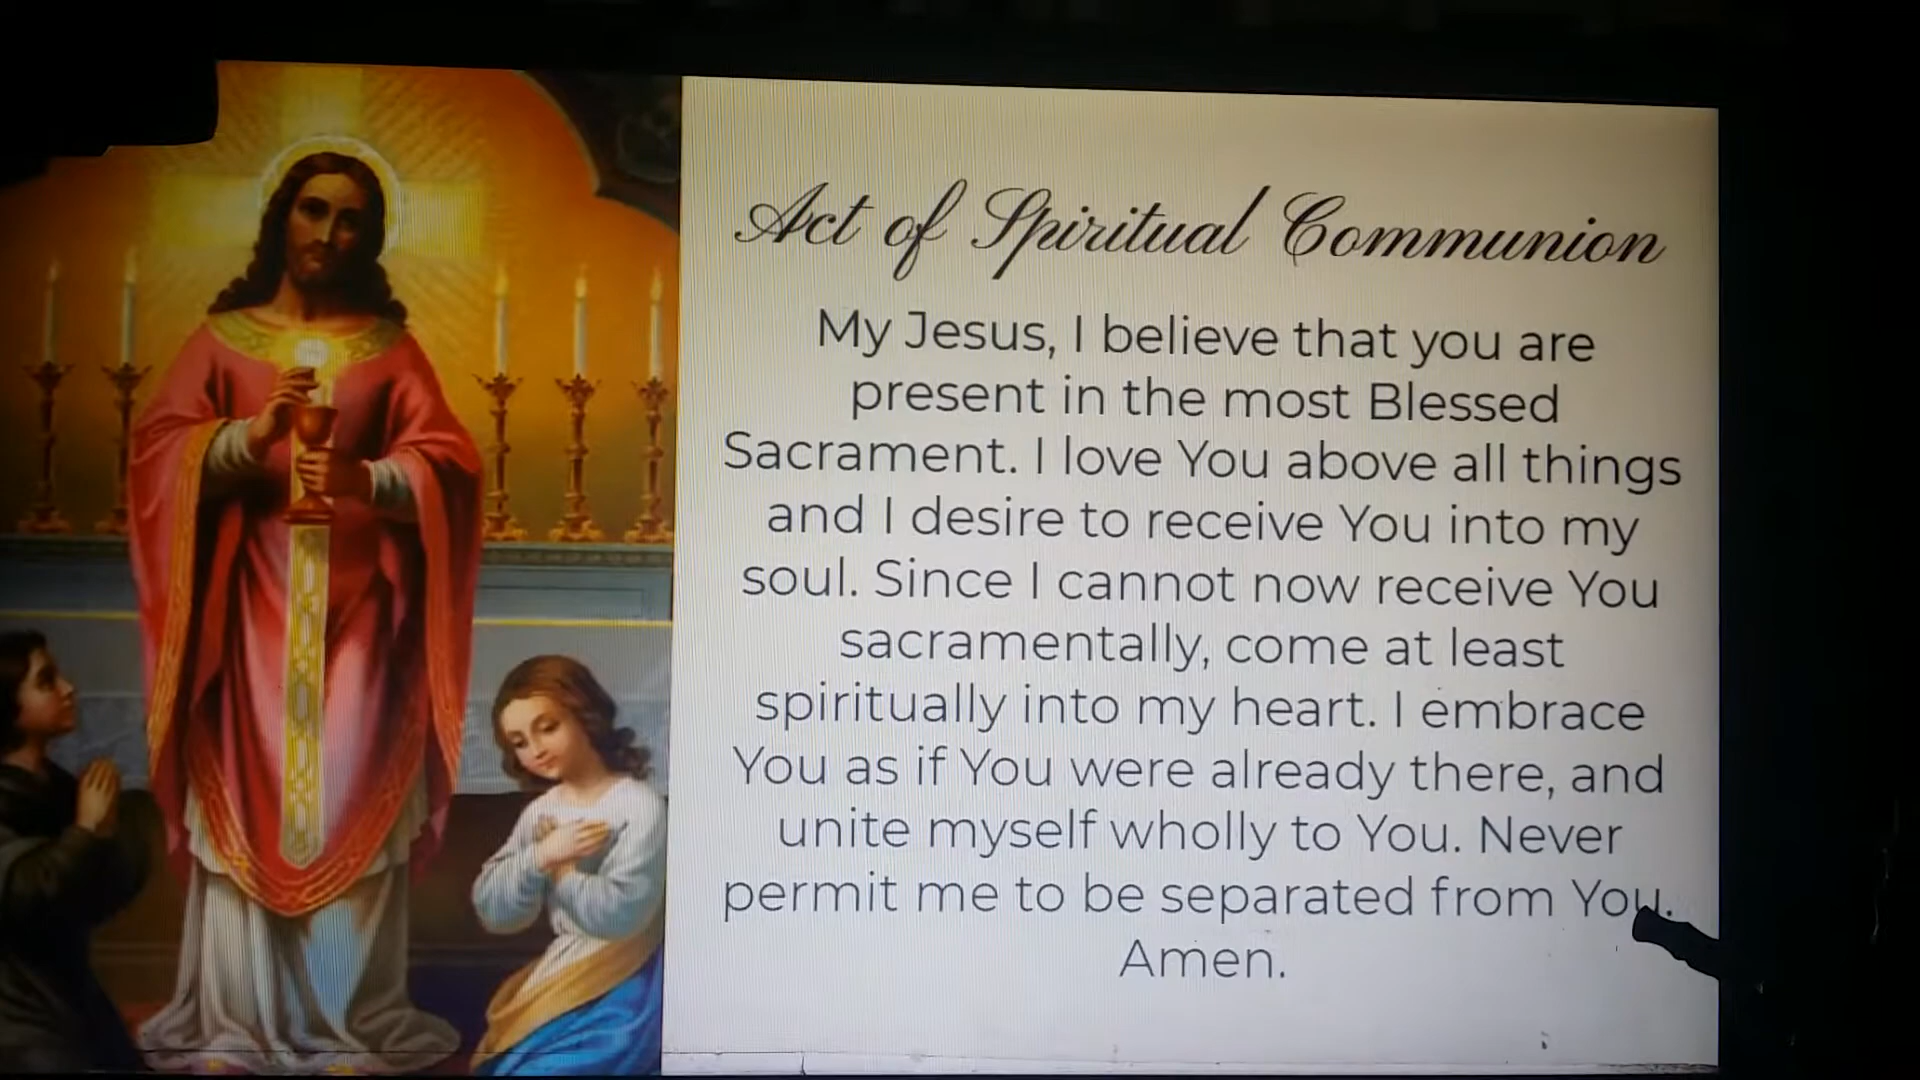 Act of Spiritual Communion
My Jesus, I believe that you are
present in the most Blessed
Sacrament. I love You above all things
and I desire to receive You into my
soul. Since I cannot now receive You
sacramentally, come at least
spiritually into my heart. I embrace
You as if You were already there, and
unite myself wholly to You. Never
permit me to be separated from You.
Amen.